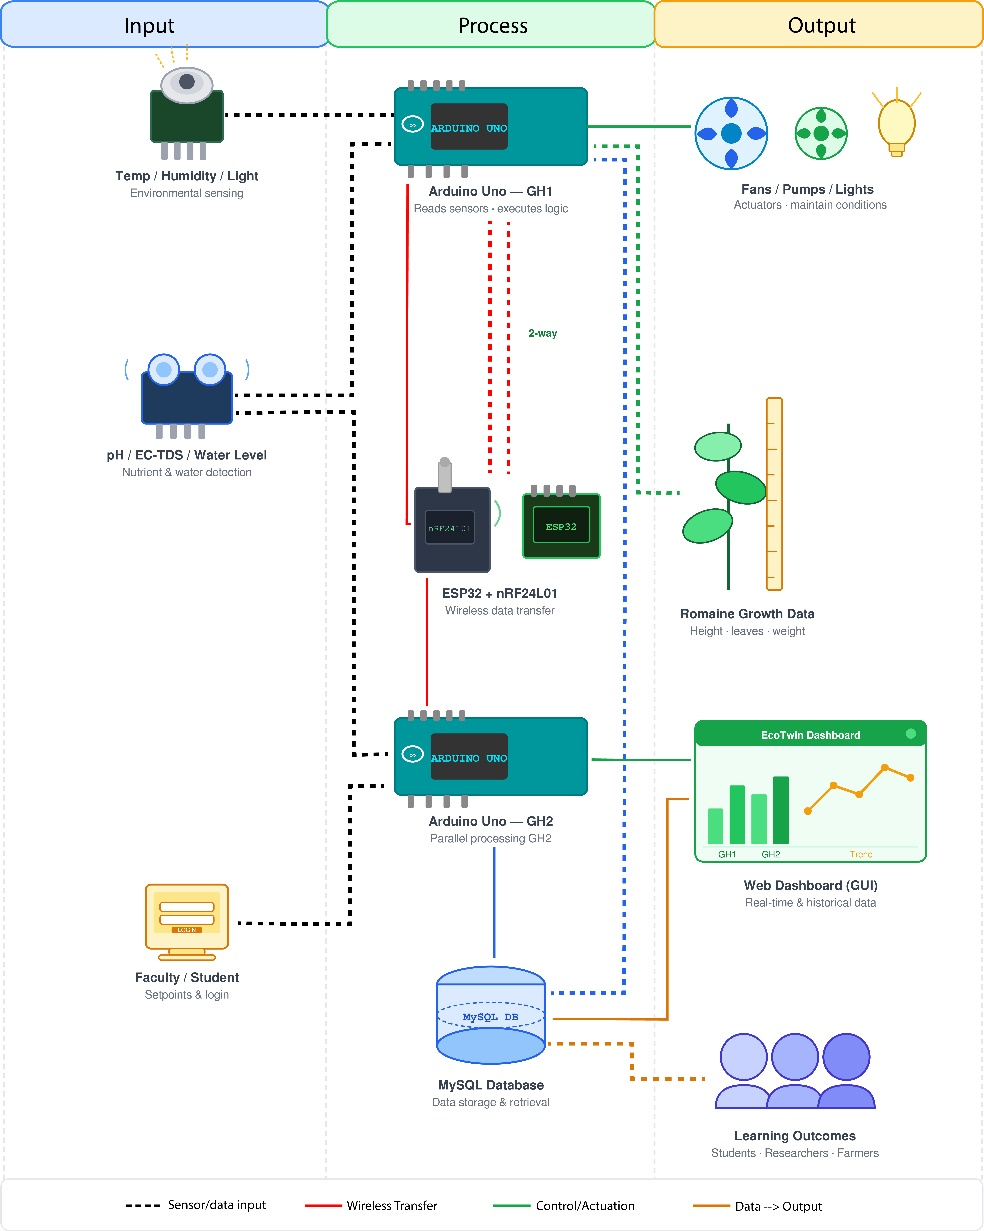 Input
Process
Output
ARDUINO UNO
Temp / Humidity / Light
Environmental sensing
Arduino Uno — GH1
Reads sensors · executes logic
Fans / Pumps / Lights
Actuators · maintain conditions
2-way
pH / EC-TDS / Water Level
Nutrient & water detection
nRF24L01
ESP32
ESP32 + nRF24L01
Wireless data transfer
Romaine Growth Data
Height · leaves · weight
ARDUINO UNO
Arduino Uno — GH2
Parallel processing GH2
EcoTwin Dashboard
GH1
GH2
Trend
Web Dashboard (GUI)
Real-time & historical data
LOGIN
Faculty / Student
Setpoints & login
MySQL DB
MySQL Database
Data storage & retrieval
Learning Outcomes
Students · Researchers · Farmers
Sensor/data input
Wireless Transfer
Control/Actuation
Data --> Output